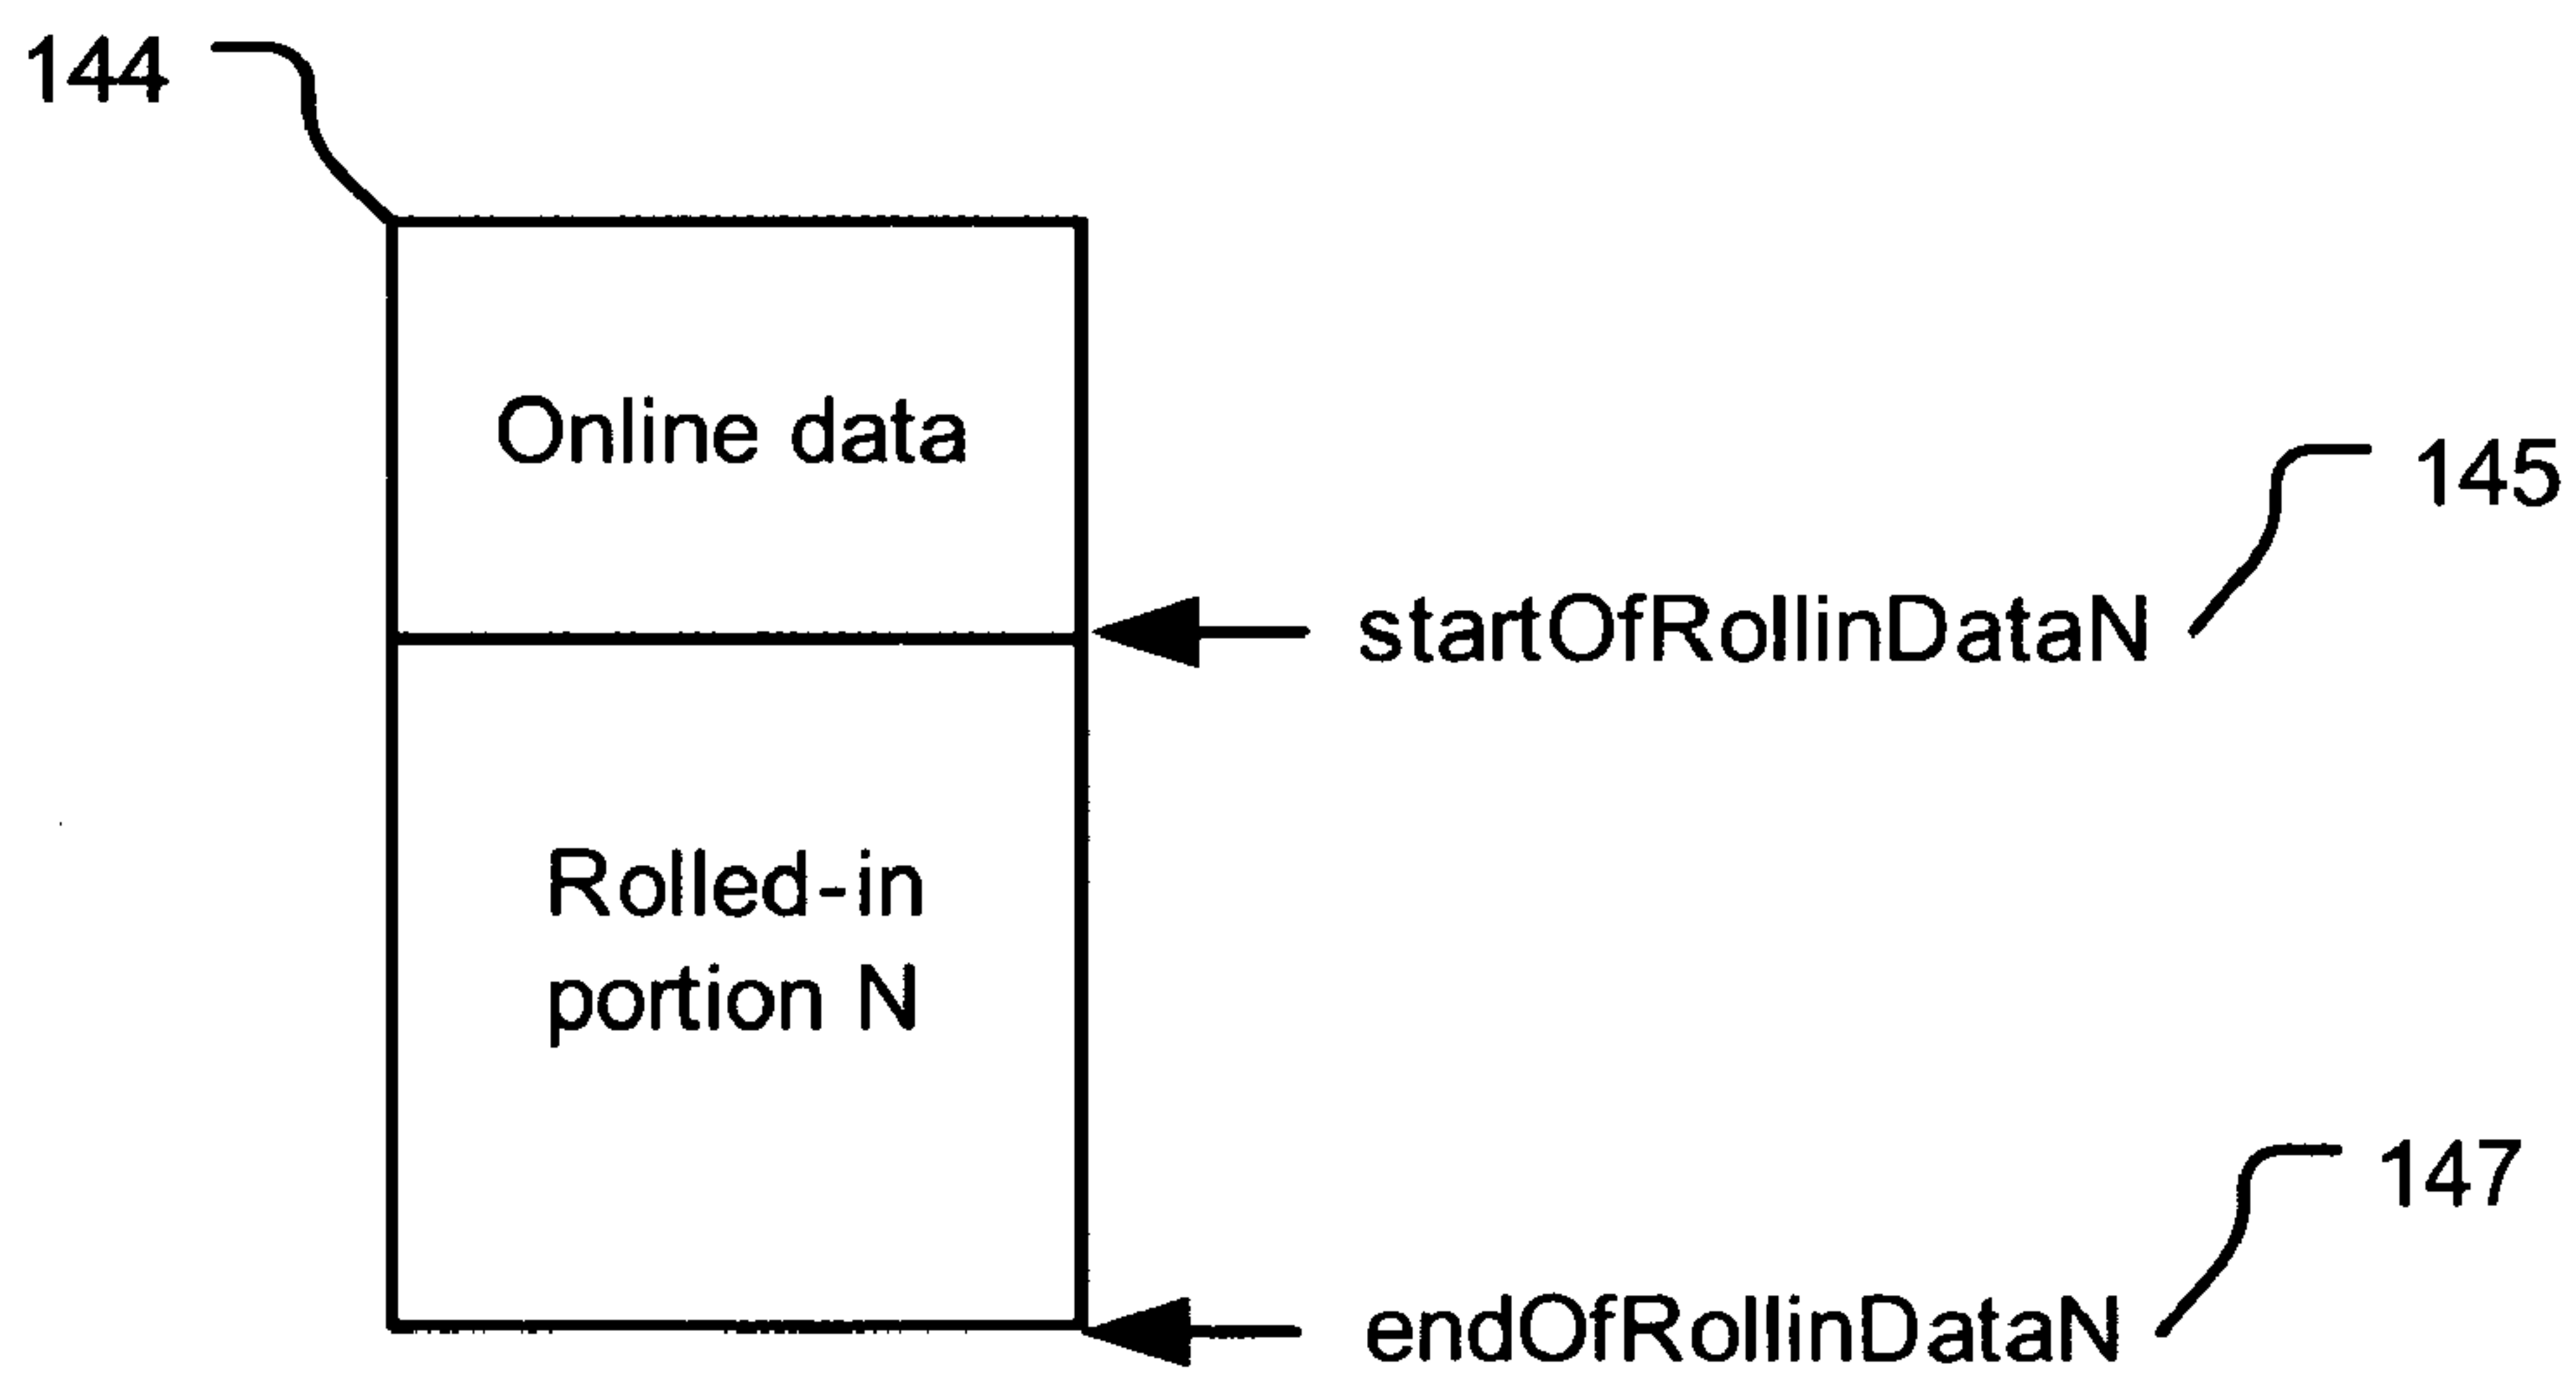 144
Online data
145
startOfRollinDataN
Rolled-in
portion N
147
endOfRollinDataN